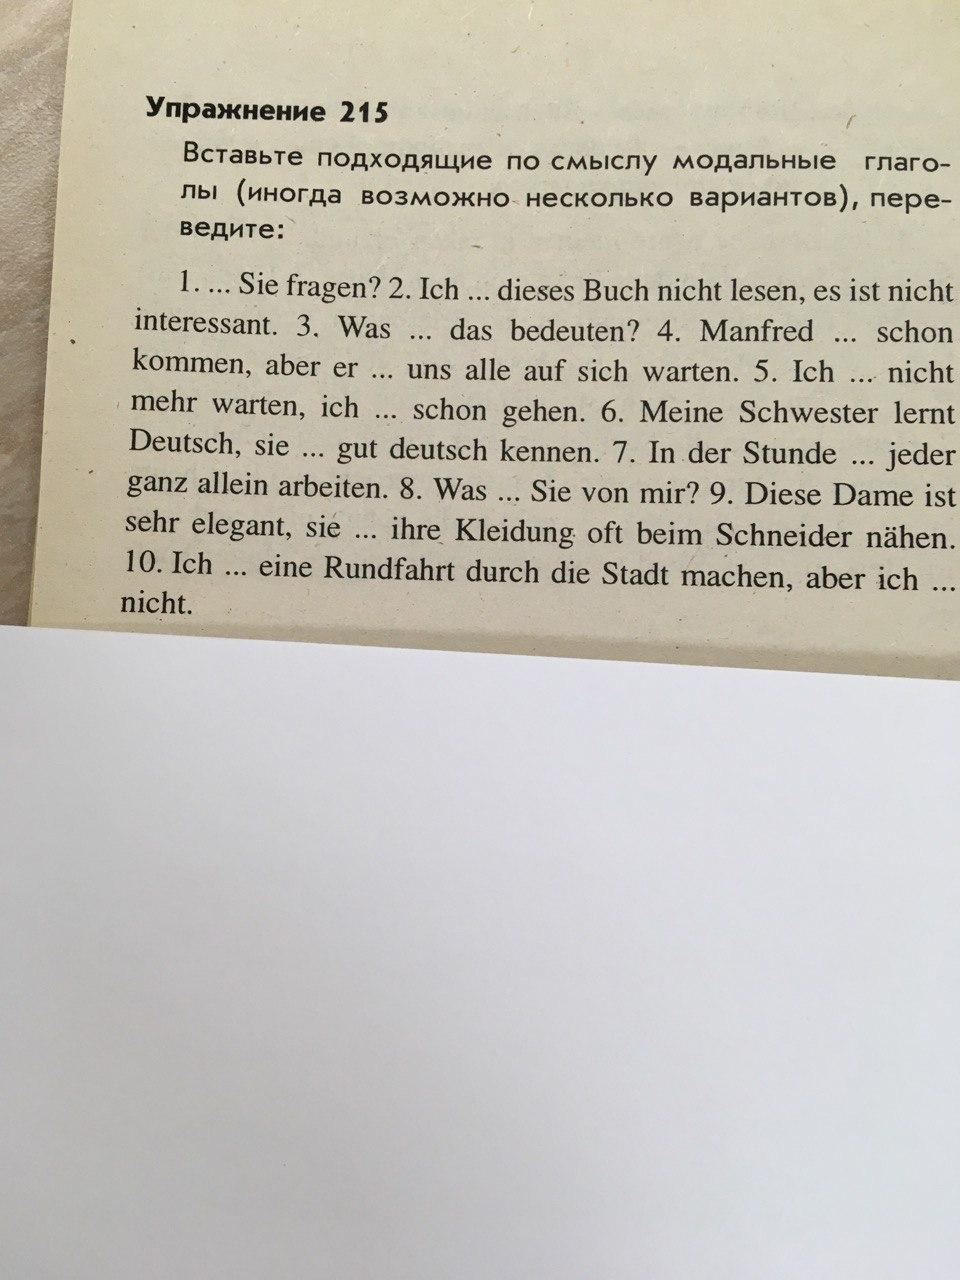 Упражнение 215
Вставьте подходящие по смыслу модальные глаго-
лы (иногда возможно несколько вариантов), пере-
ведите:
1. ... Sie fragen? 2. Ich ... dieses Buch nicht lesen, es ist nicht
interessant. 3. Was ... das bedeuten? 4. Manfred ... schon
kommen, aber er ... uns alle auf sich warten. 5. Ich ... nicht
mehr warten, ich ... schon gehen. 6. Meine Schwester lernt
Deutsch, sie ... gut deutsch kennen. 7. In der Stunde ... jeder
ganz allein arbeiten. 8. Was ... Sie von mir? 9. Diese Dame ist
sehr elegant, sie ... ihre Kleidung oft beim Schneider nähen.
10. Ich ... eine Rundfahrt durch die Stadt machen, aber ich ...
nicht.